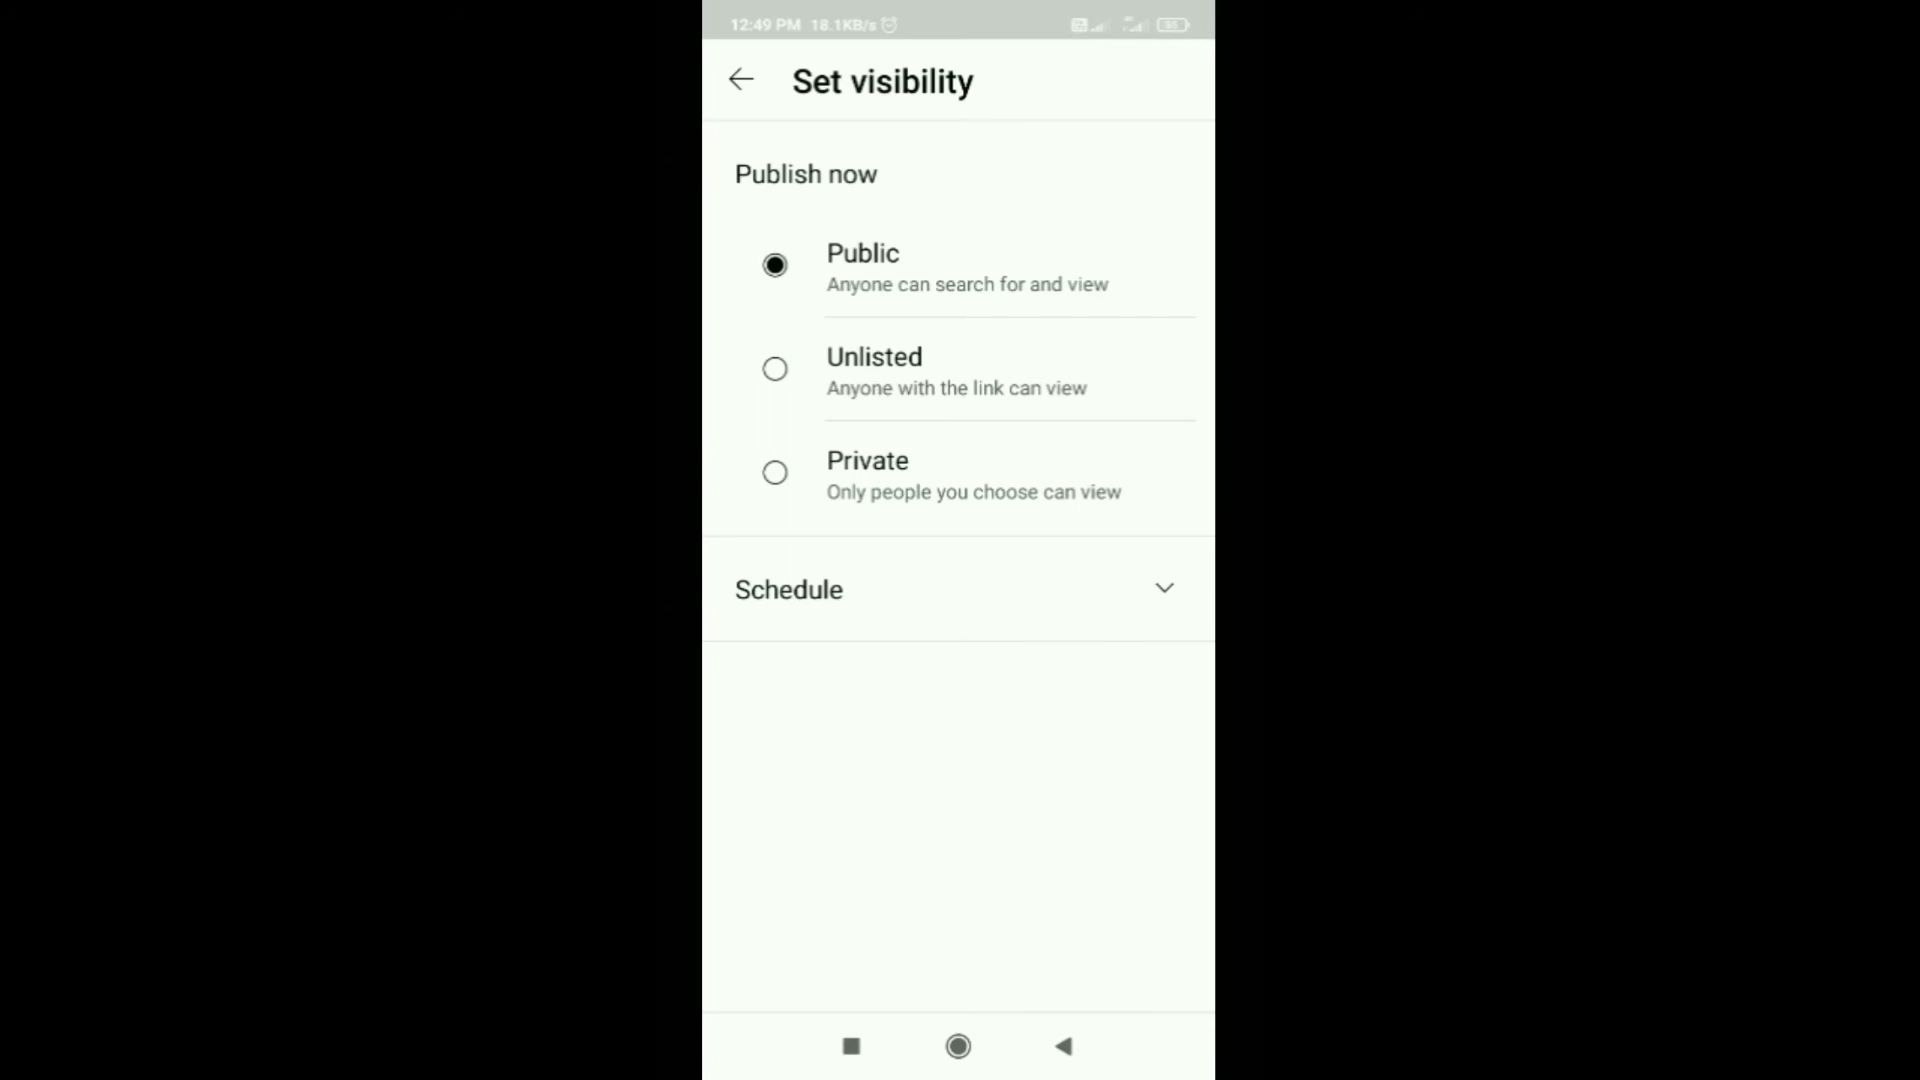 12:49 PM 18.1KB/s
Set visibility
Publish now
Public
Anyone can search for and view
Unlisted
Anyone with the link can view
Private
Only people you choose can view
Schedule